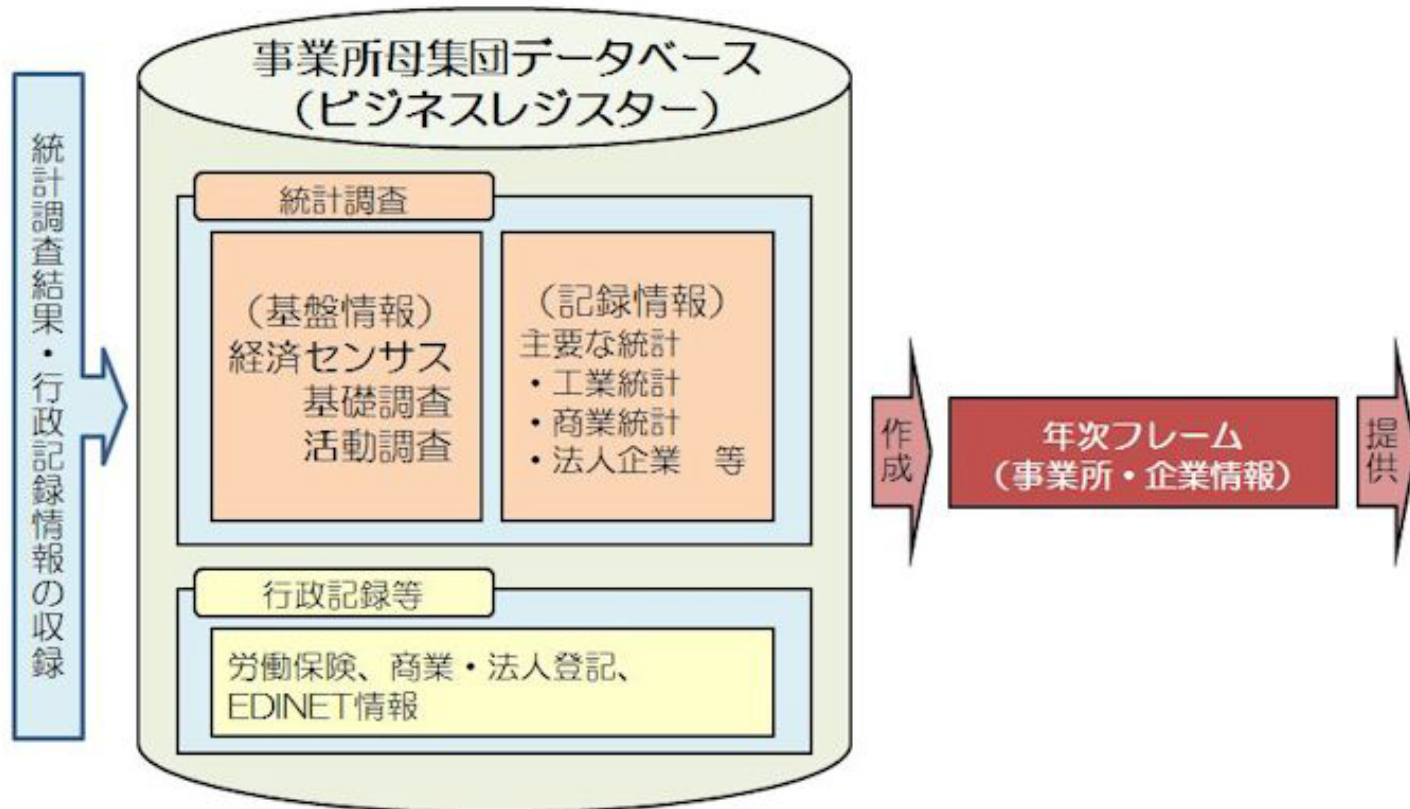 事業所母集団データベース
（ビジネスレジスター）
統計調査結果・行政記録情報の収録
統計調査
（基盤情報）
経済センサス
基礎調査
活動調査
（記録情報）
主要な統計
・工業統計
・商業統計
・法人企業　等
行政記録等
労働保険、商業・法人登記、
EDINET情報
作成
年次フレーム
（事業所・企業情報）
提供